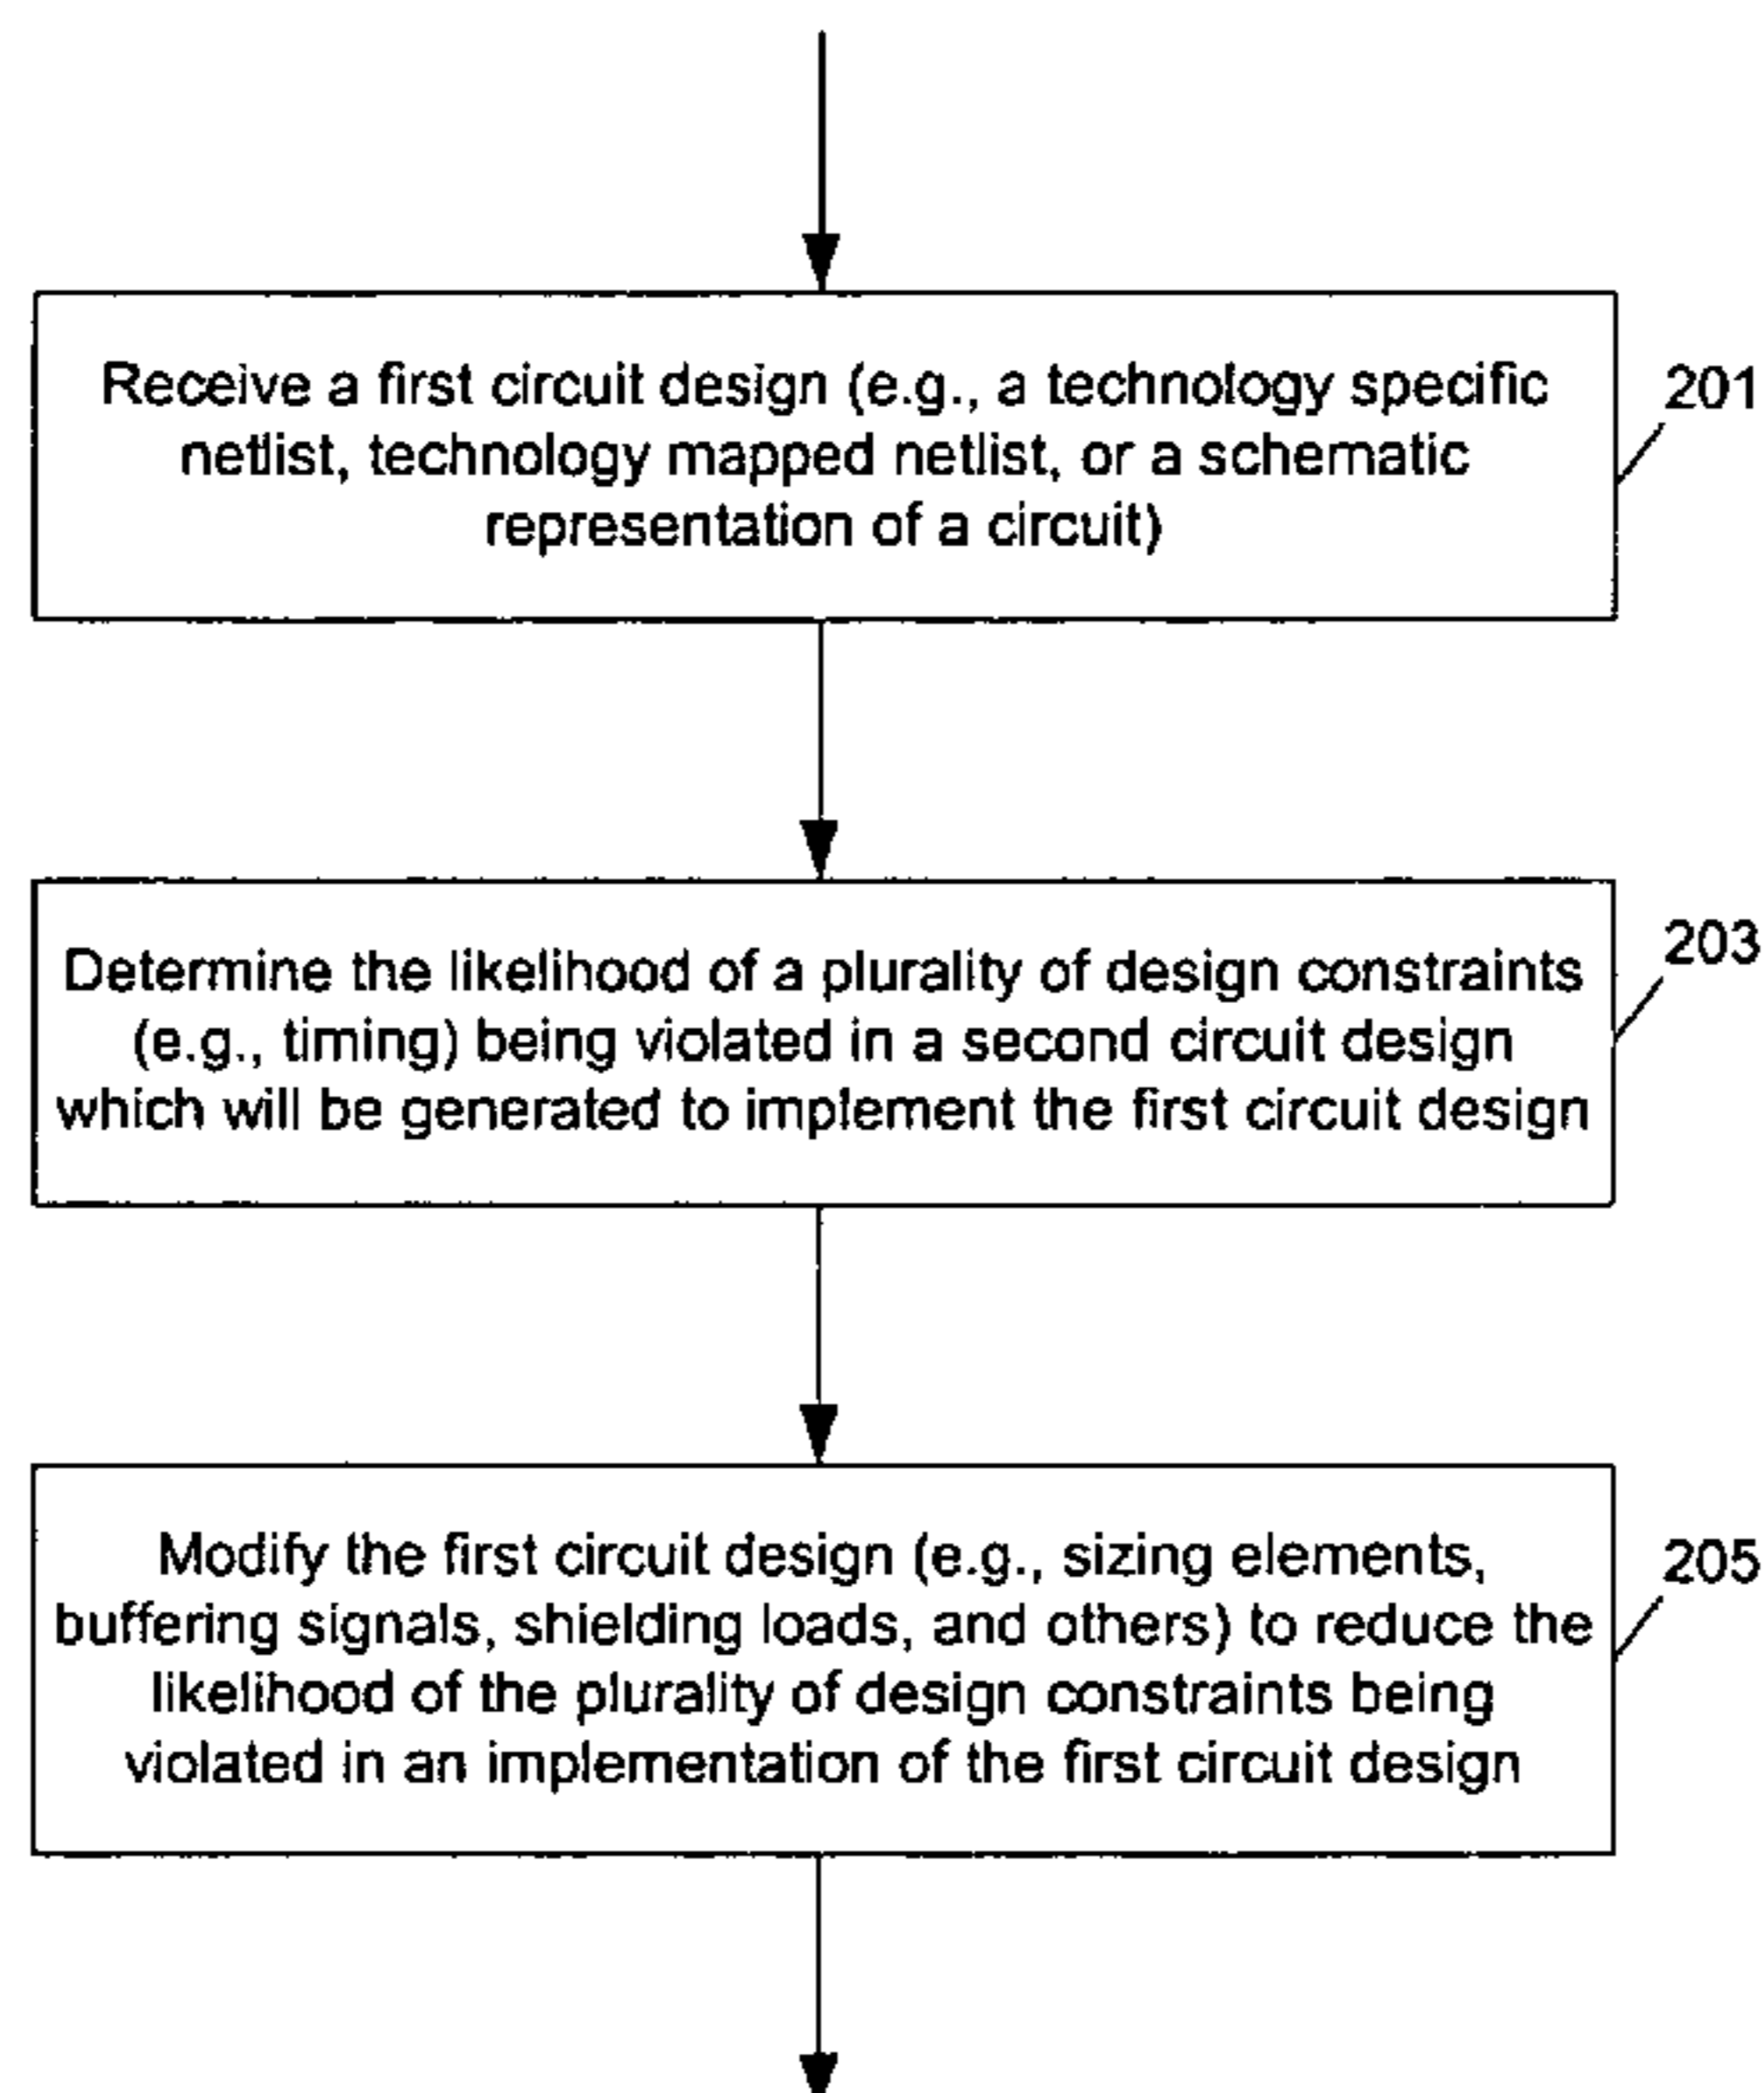 Receive a first circuit design (e.g., a technology specific
netlist, technology mapped netlist, or a schematic
representation of a circuit)
201
Determine the likelihood of a plurality of design constraints
(e.g., timing) being violated in a second circuit design
which will be generated to implement the first circuit design
203
Modify the first circuit design (e.g., sizing elements,
buffering signals, shielding loads, and others) to reduce the
likelihood of the plurality of design constraints being
violated in an implementation of the first circuit design
205